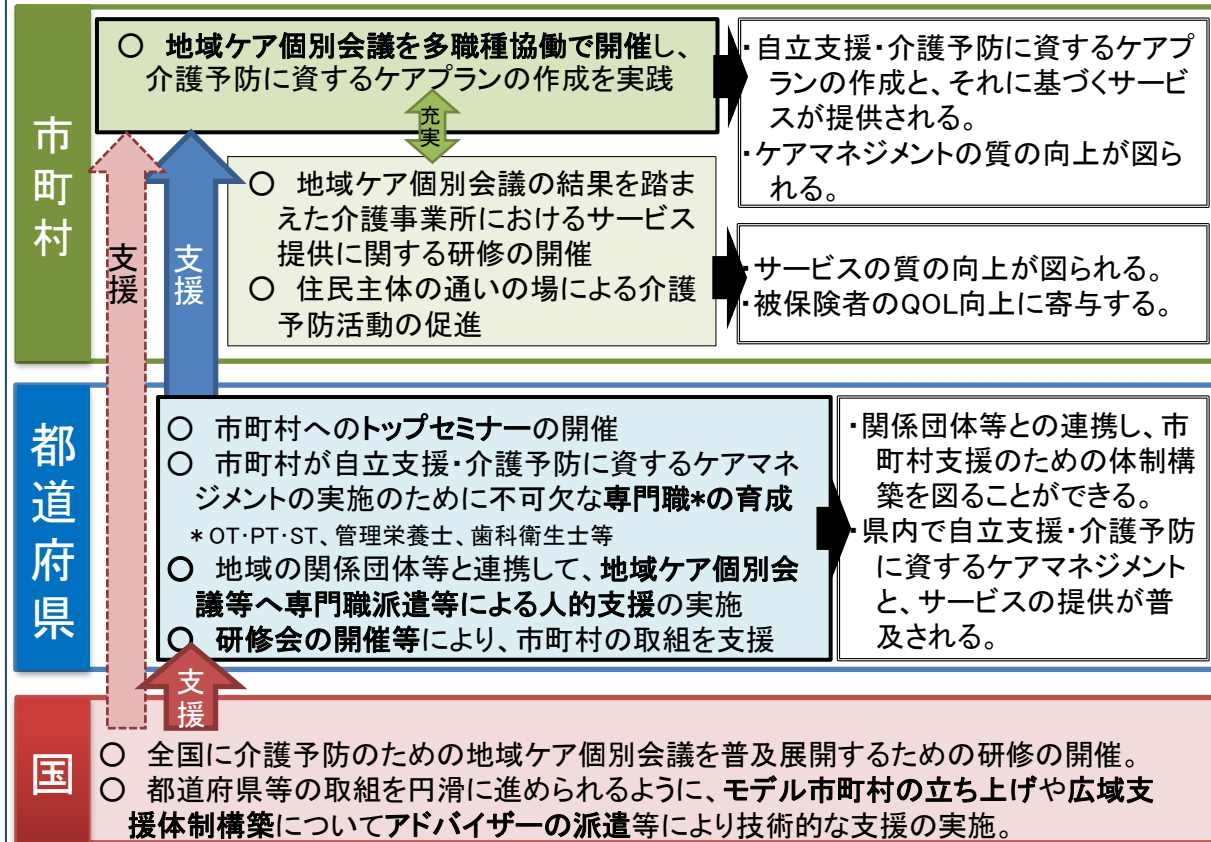 市町村
○ 地域ケア個別会議を多職種協働で開催し、
介護予防に資するケアプランの作成を実践
充実
・自立支援・介護予防に資するケアプ
ランの作成と、それに基づくサービ
スが提供される。
・ケアマネジメントの質の向上が図ら
れる。
○ 地域ケア個別会議の結果を踏ま
えた介護事業所におけるサービス
提供に関する研修の開催
○ 住民主体の通いの場による介護
予防活動の促進
・サービスの質の向上が図られる。
・被保険者のQOL向上に寄与する。
支援
支援
都道府県
○ 市町村へのトップセミナーの開催
○ 市町村が自立支援・介護予防に資するケアマネ
ジメントの実施のために不可欠な専門職*の育成
*OT・PT・ST、管理栄養士、歯科衛生士等
○ 地域の関係団体等と連携して、地域ケア個別会
議等へ専門職派遣等による人的支援の実施
○ 研修会の開催等により、市町村の取組を支援
・関係団体等との連携し、市
町村支援のための体制構
築を図ることができる。
・県内で自立支援・介護予防
に資するケアマネジメント
と、サービスの提供が普
及される。
支援
国
○ 全国に介護予防のための地域ケア個別会議を普及展開するための研修の開催。
○ 都道府県等の取組を円滑に進められるように、モデル市町村の立ち上げや広域支
援体制構築についてアドバイザーの派遣等により技術的な支援の実施。